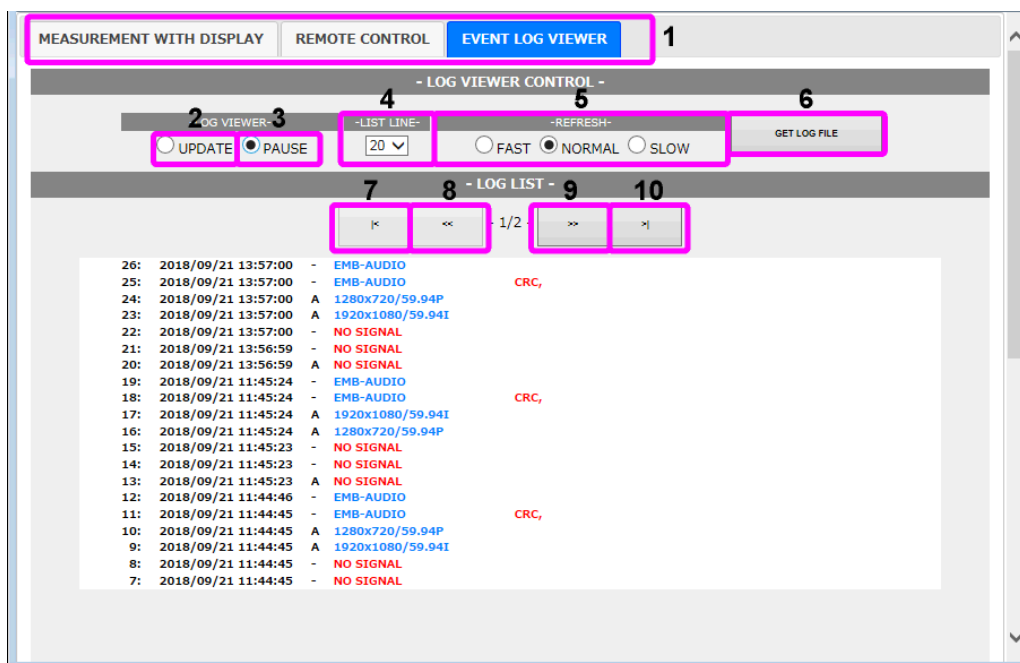 MEASUREMENT WITH DISPLAY REMOTE CONTROL EVENT LOG VIEWER 1
- LOG VIEWER CONTROL -
2 3 4 5 6
LOG VIEWER- -LIST LINE- -REFRESH- GET LOG FILE
UPDATE PAUSE 20 FAST NORMAL SLOW
- LOG LIST -
7 8 9 10
|< << - 1/2 - >> >|
26: 2018/09/21 13:57:00 - EMB-AUDIO
25: 2018/09/21 13:57:00 - EMB-AUDIO CRC,
24: 2018/09/21 13:57:00 A 1280x720/59.94P
23: 2018/09/21 13:57:00 A 1920x1080/59.94I
22: 2018/09/21 13:57:00 - NO SIGNAL
21: 2018/09/21 13:56:59 - NO SIGNAL
20: 2018/09/21 13:56:59 A NO SIGNAL
19: 2018/09/21 11:45:24 - EMB-AUDIO
18: 2018/09/21 11:45:24 - EMB-AUDIO CRC,
17: 2018/09/21 11:45:24 A 1920x1080/59.94I
16: 2018/09/21 11:45:24 A 1280x720/59.94P
15: 2018/09/21 11:45:23 - NO SIGNAL
14: 2018/09/21 11:45:23 - NO SIGNAL
13: 2018/09/21 11:45:23 A NO SIGNAL
12: 2018/09/21 11:44:46 - EMB-AUDIO
11: 2018/09/21 11:44:45 - EMB-AUDIO CRC,
10: 2018/09/21 11:44:45 A 1280x720/59.94P
9: 2018/09/21 11:44:45 A 1920x1080/59.94I
8: 2018/09/21 11:44:45 - NO SIGNAL
7: 2018/09/21 11:44:45 - NO SIGNAL